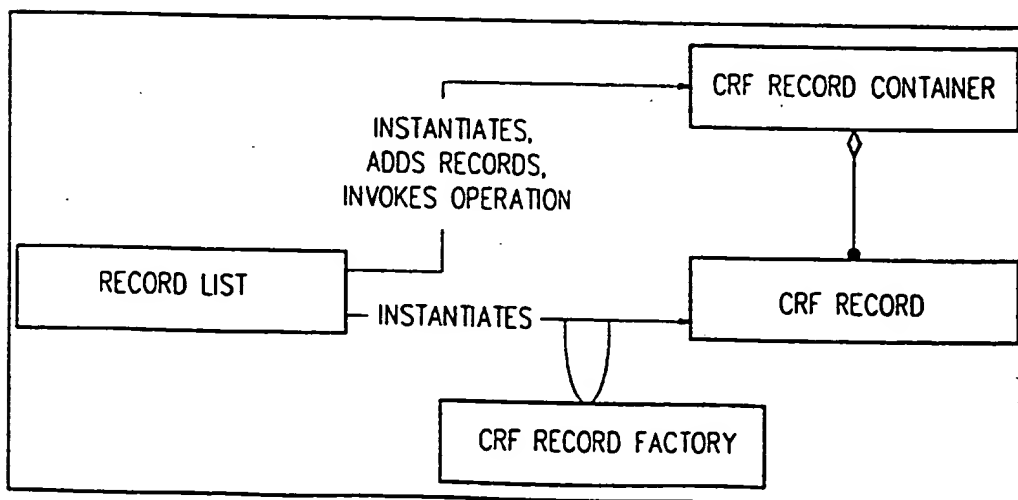 CRF RECORD CONTAINER
INSTANTIATES,
ADDS RECORDS,
INVOKES OPERATION
RECORD LIST
INSTANTIATES
CRF RECORD
CRF RECORD FACTORY